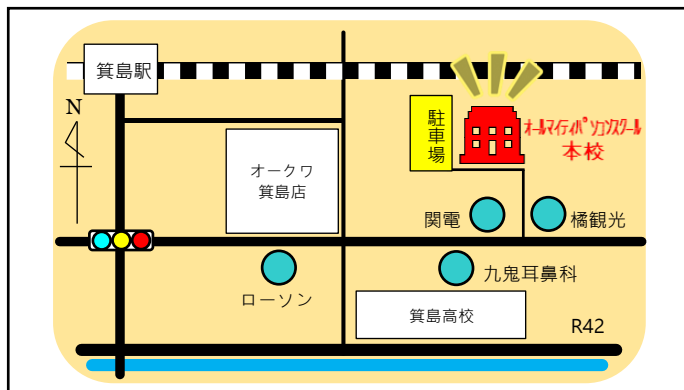 箕島駅
N
駐車場
オールマイティパソコンスクール
本校
オークワ
箕島店
関電
橘観光
ローソン
九鬼耳鼻科
箕島高校
R42